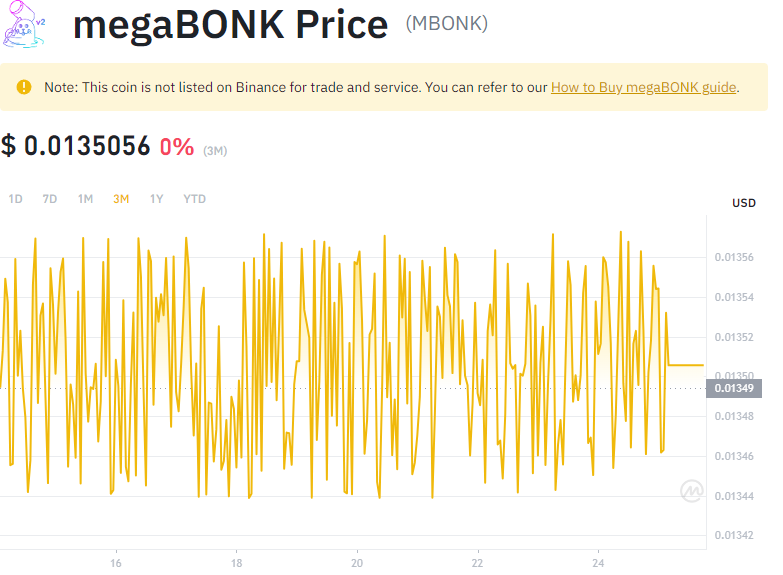 v2
megaBONK Price (MBONK)
Note: This coin is not listed on Binance for trade and service. You can refer to our How to Buy megaBONK guide.
$ 0.0135056 0% (3M)
1D 7D 1M 3M 1Y YTD
USD
0.01356
0.01354
0.01352
0.01350
0.01349
0.01348
0.01346
0.01344
0.01342
16 18 20 22 24